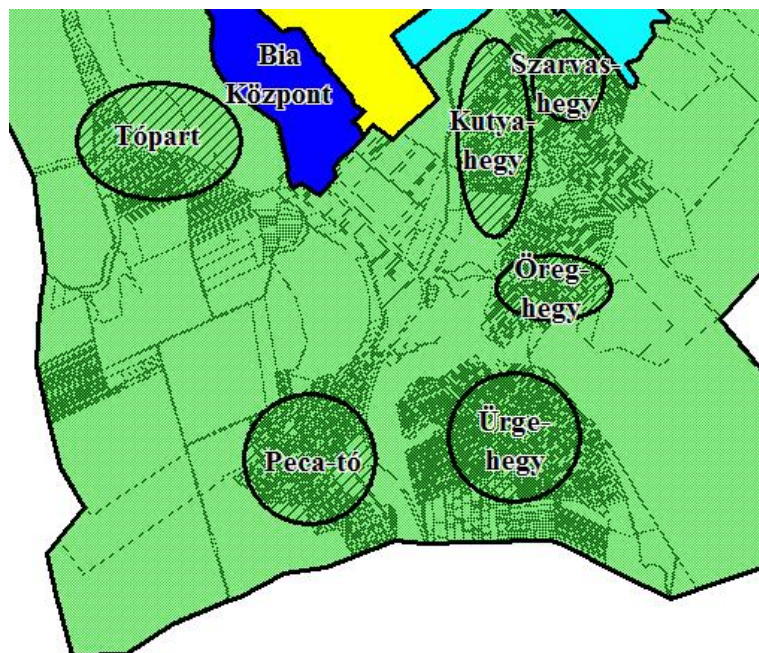 Bia
Központ
Szarvas-
hegy
Tópart
Kutya-
hegy
Öreg-
hegy
Ürge-
hegy
Peca-tó